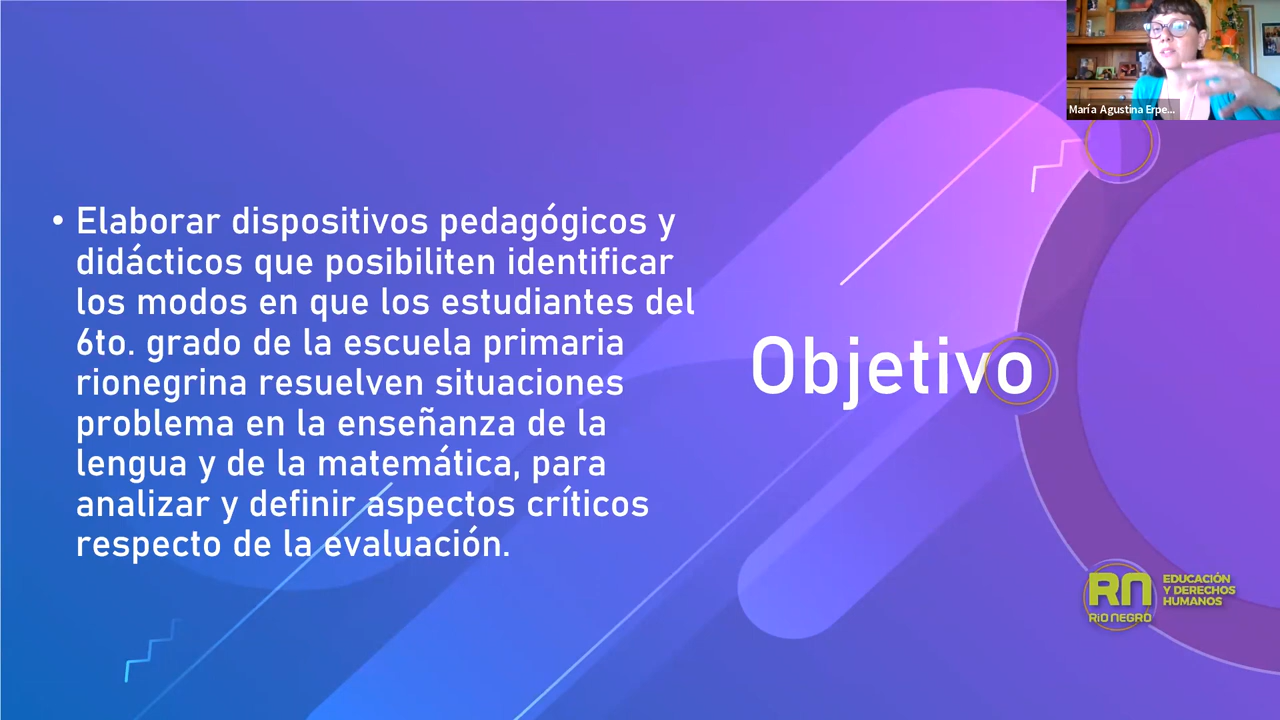 María Agustina Erpe...
• Elaborar dispositivos pedagógicos y
didácticos que posibiliten identificar
los modos en que los estudiantes del
6to. grado de la escuela primaria
rionegrina resuelven situaciones
problema en la enseñanza de la
lengua y de la matemática, para
analizar y definir aspectos críticos
respecto de la evaluación.
Objetivo
RN
RÍO NEGRO
EDUCACIÓN
Y DERECHOS
HUMANOS